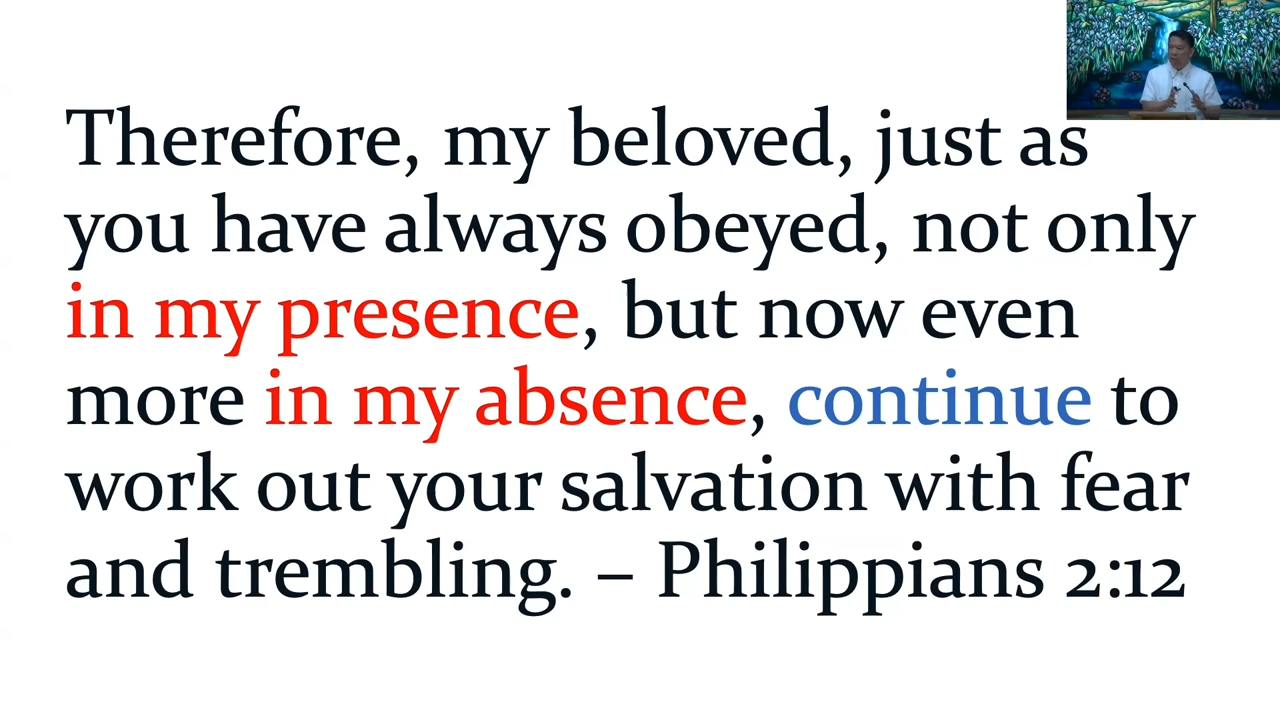 Therefore, my beloved, just as
you have always obeyed, not only
in my presence, but now even
more in my absence, continue to
work out your salvation with fear
and trembling. – Philippians 2:12